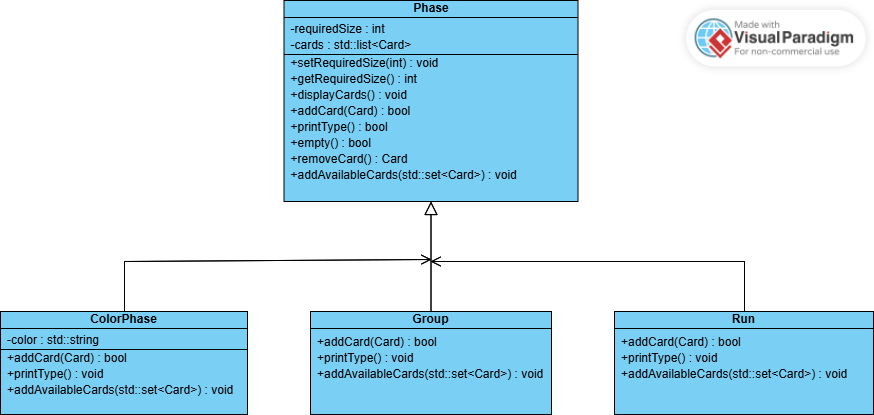 Phase
-requiredSize : int
-cards : std::list<Card>
+setRequiredSize(int) : void
+getRequiredSize() : int
+displayCards() : void
+addCard(Card) : bool
+printType() : bool
+empty() : bool
+removeCard() : Card
+addAvailableCards(std::set<Card>) : void
Made with
VisualParadigm
For non-commercial use
ColorPhase
-color : std::string
+addCard(Card) : bool
+printType() : void
+addAvailableCards(std::set<Card>) : void
Group
+addCard(Card) : bool
+printType() : void
+addAvailableCards(std::set<Card>) : void
Run
+addCard(Card) : bool
+printType() : void
+addAvailableCards(std::set<Card>) : void